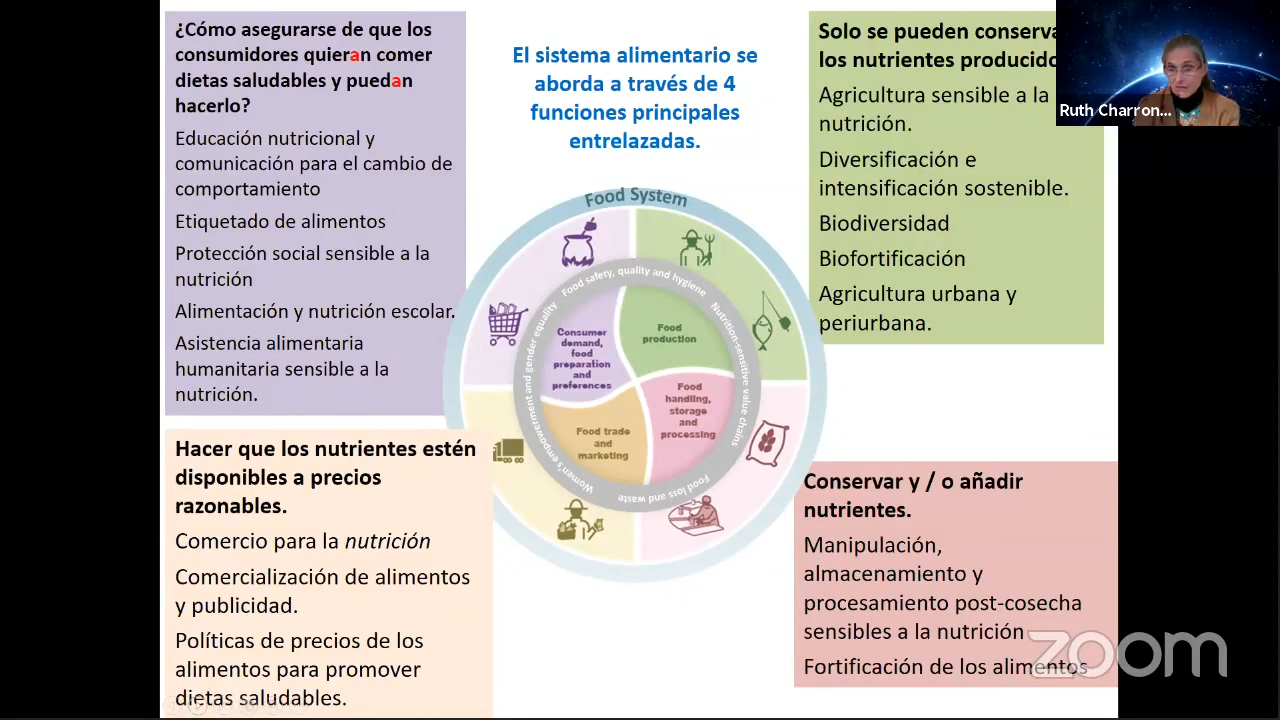 ¿Cómo asegurarse de que los
consumidores quieran comer
dietas saludables y puedan
hacerlo?
Educación nutricional y
comunicación para el cambio de
comportamiento
Etiquetado de alimentos
Protección social sensible a la
nutrición
Alimentación y nutrición escolar.
Asistencia alimentaria
humanitaria sensible a la
nutrición.
El sistema alimentario se
aborda a través de 4
funciones principales
entrelazadas.
Solo se pueden conserva
los nutrientes producido
Agricultura sensible a la
nutrición.
Diversificación e
intensificación sostenible.
Biodiversidad
Biofortificación
Agricultura urbana y
periurbana.
Ruth Charron...
Food System
Food safety, quality and hygiene
Nutrition-sensitive value chains
Food loss and waste
Women's empowerment and gender equality
Consumer
demand,
food
preparation
and
preferences
Food
production
Food
handling,
storage
and
processing
Food trade
and
marketing
Hacer que los nutrientes estén
disponibles a precios
razonables.
Comercio para la nutrición
Comercialización de alimentos
y publicidad.
Políticas de precios de los
alimentos para promover
dietas saludables.
Conservar y / o añadir
nutrientes.
Manipulación,
almacenamiento y
procesamiento post-cosecha
sensibles a la nutrición
Fortificación de los alimentos
zoom